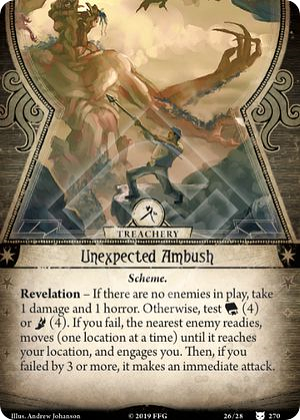 TREACHERY
Unexpected Ambush
Scheme.
Revelation – If there are no enemies in play, take
1 damage and 1 horror. Otherwise, test (4)
or (4). If you fail, the nearest enemy readies,
moves (one location at a time) until it reaches
your location, and engages you. Then, if you
failed by 3 or more, it makes an immediate attack.
Illus. Andrew Johanson © 2019 FFG 26/28 270